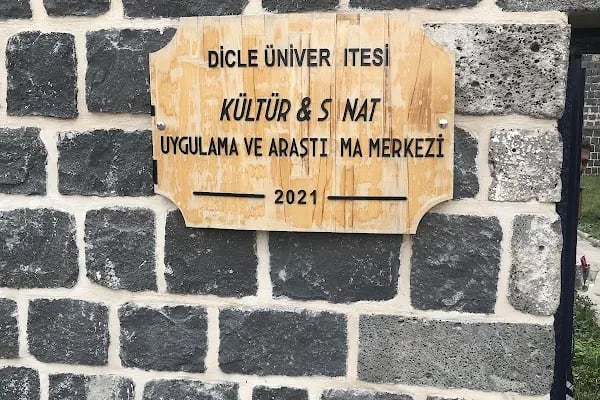 DİCLE ÜNİVER İTESİ
KÜLTÜR & S NAT
UYGULAMA VE ARAŞTI MA MERKEZİ
2021